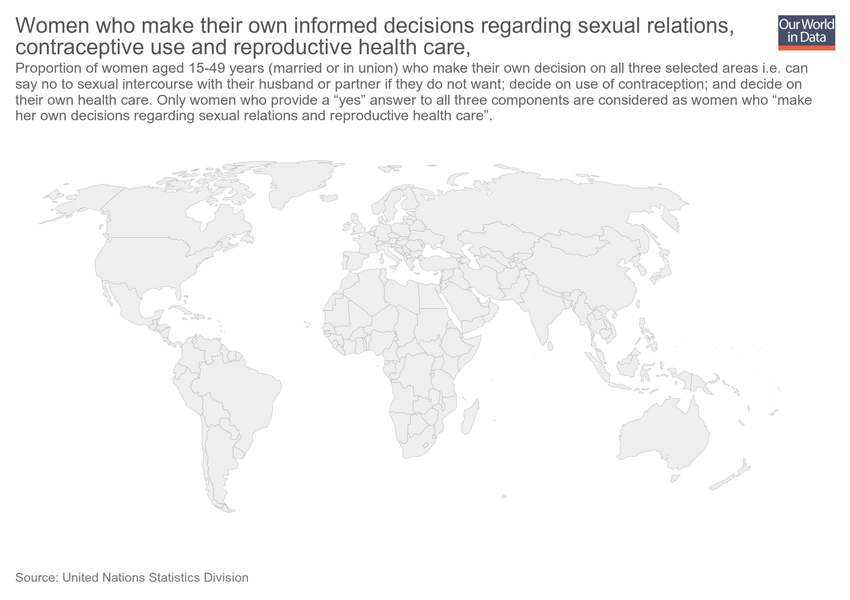 Women who make their own informed decisions regarding sexual relations,
contraceptive use and reproductive health care,
Our World
in Data
Proportion of women aged 15-49 years (married or in union) who make their own decision on all three selected areas i.e. can
say no to sexual intercourse with their husband or partner if they do not want; decide on use of contraception; and decide on
their own health care. Only women who provide a “yes” answer to all three components are considered as women who “make
her own decisions regarding sexual relations and reproductive health care”.
Source: United Nations Statistics Division